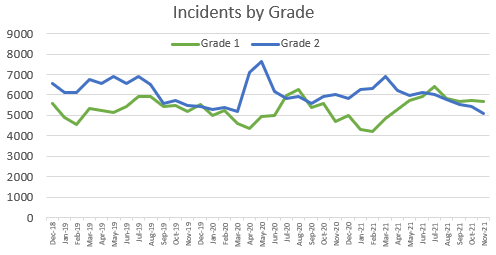 Incidents by Grade
Grade 1
Grade 2
9000
8000
7000
6000
5000
4000
3000
2000
1000
0
Dec-18
Jan-19
Feb-19
Mar-19
Apr-19
May-19
Jun-19
Jul-19
Aug-19
Sep-19
Oct-19
Nov-19
Dec-19
Jan-20
Feb-20
Mar-20
Apr-20
May-20
Jun-20
Jul-20
Aug-20
Sep-20
Oct-20
Nov-20
Dec-20
Jan-21
Feb-21
Mar-21
Apr-21
May-21
Jun-21
Jul-21
Aug-21
Sep-21
Oct-21
Nov-21